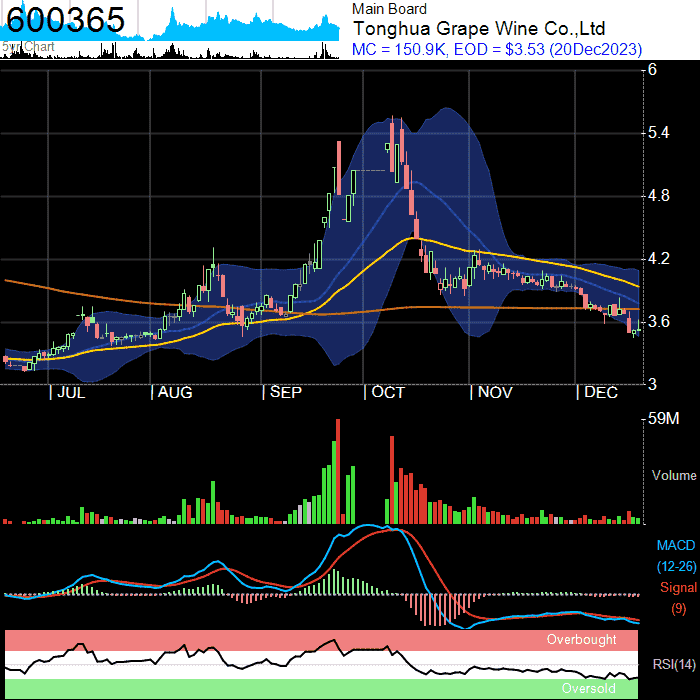 600365
5yr Chart
Main Board
Tonghua Grape Wine Co.,Ltd
MC = 150.9K, EOD = $3.53 (20Dec2023)
6
5.4
4.8
4.2
3.6
3
JUL AUG SEP OCT NOV DEC
59M
Volume
MACD
(12-26)
Signal
(9)
Overbought
RSI(14)
Oversold